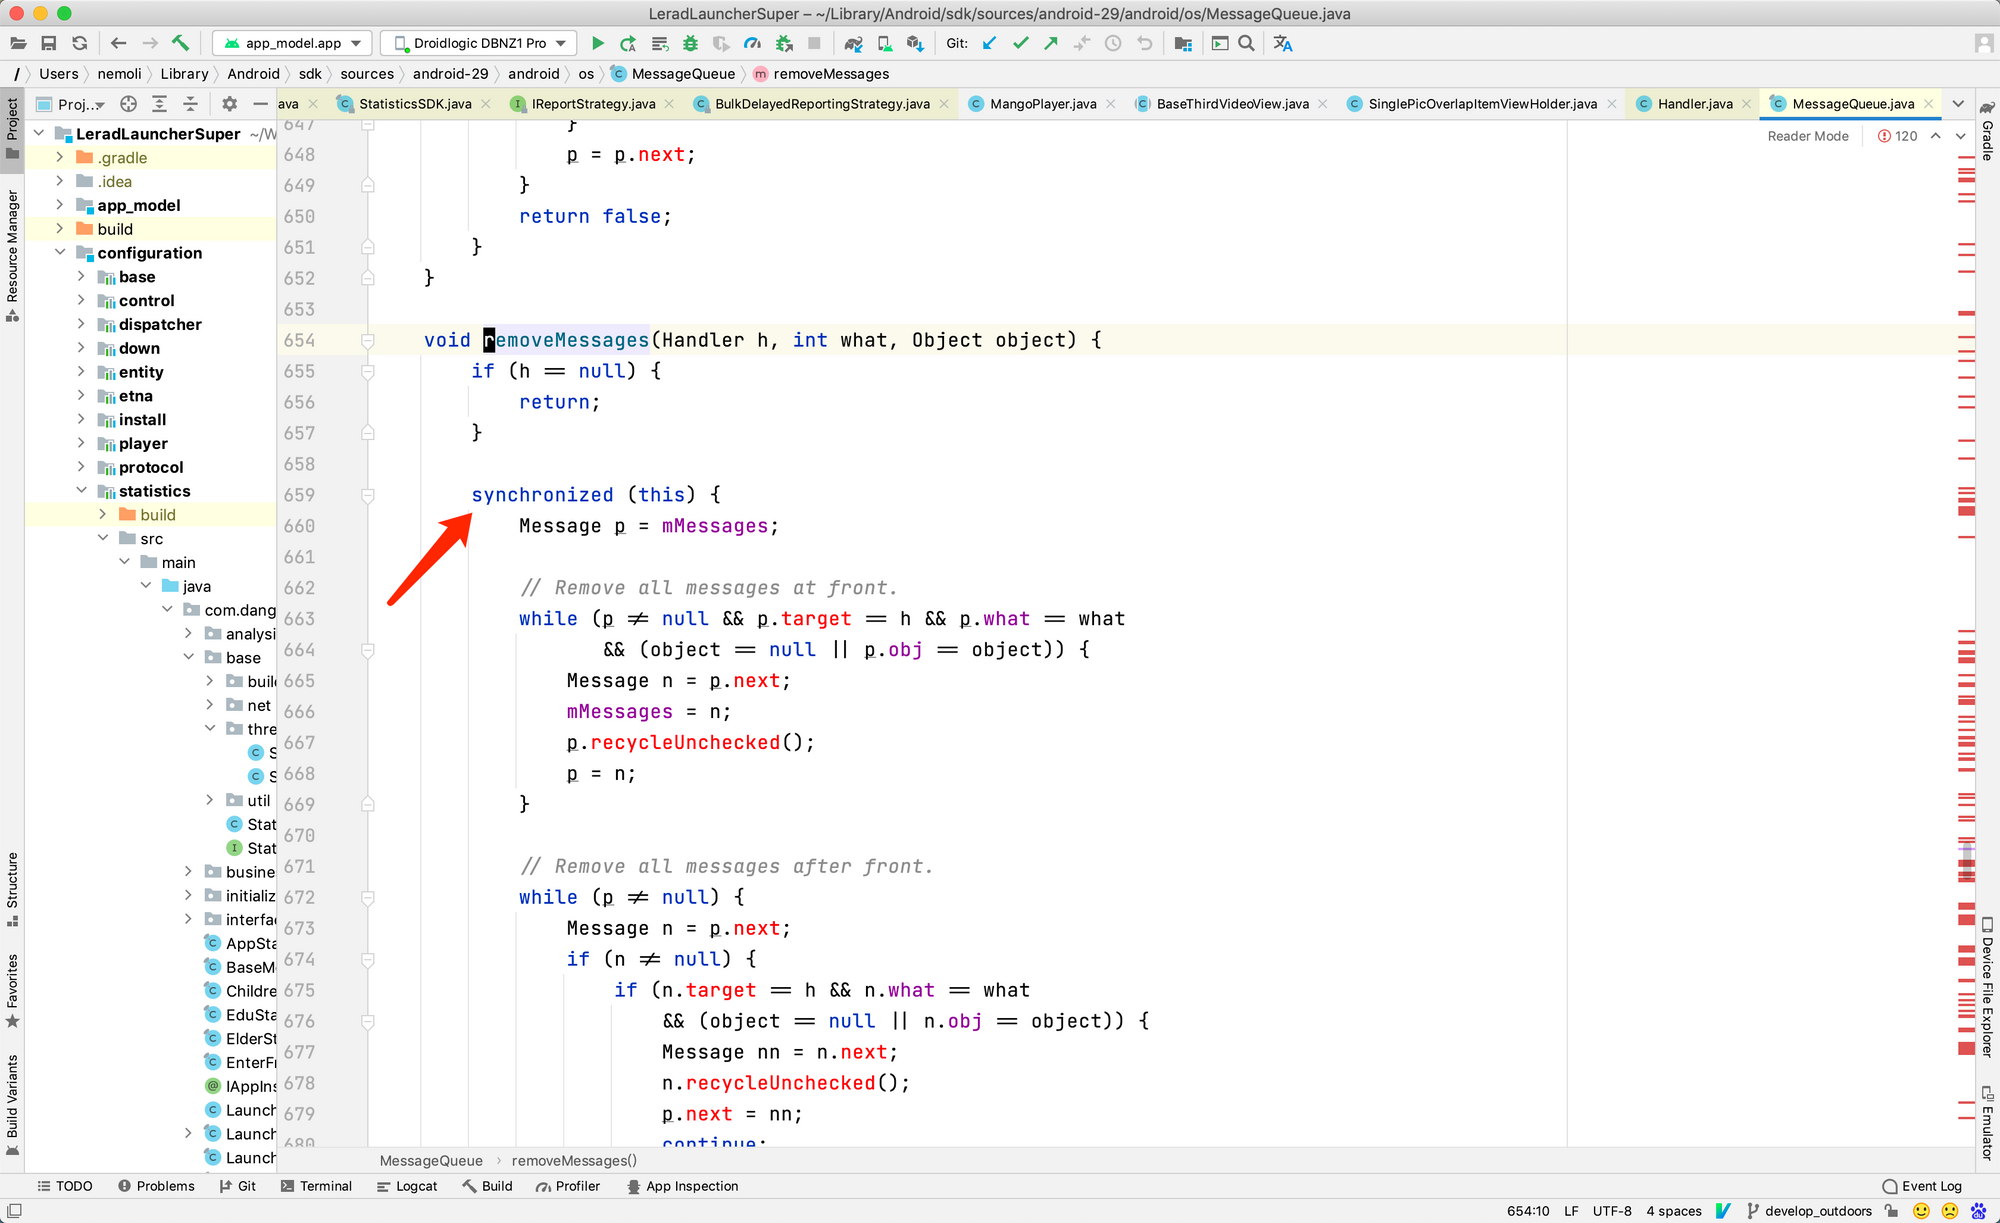 LeradLauncherSuper – ~/Library/Android/sdk/sources/android-29/android/os/MessageQueue.java
app_model.app
Droidlogic DBNZ1 Pro
Git:
/ Users nemoli Library Android sdk sources android-29 android os MessageQueue removeMessages
Proj..
ava
StatisticsSDK.java
IReportStrategy.java
BulkDelayedReportingStrategy.java
MangoPlayer.java
BaseThirdVideoView.java
SinglePicOverlapItemViewHolder.java
Handler.java
MessageQueue.java
Reader Mode
120
Project
Resource Manager
Structure
Favorites
Build Variants
Gradle
Device File Explorer
Emulator
LeradLauncherSuper ~/W
.gradle
.idea
app_model
build
configuration
base
control
dispatcher
down
entity
etna
install
player
protocol
statistics
build
src
main
java
com.dang
analysi
base
buil
net
thre
S
S
util
Stat
Stat
busine
initializ
interfa
AppSta
BaseM
Childre
EduSta
ElderSt
EnterFr
IAppIns
Launch
Launch
Launch
647 }
648 p = p.next;
649 }
650 return false;
651 }
652 }
653
654 void removeMessages(Handler h, int what, Object object) {
655 if (h == null) {
656 return;
657 }
658
659 synchronized (this) {
660 Message p = mMessages;
661
662 // Remove all messages at front.
663 while (p != null && p.target == h && p.what == what
664 && (object == null || p.obj == object)) {
665 Message n = p.next;
666 mMessages = n;
667 p.recycleUnchecked();
668 p = n;
669 }
670
671 // Remove all messages after front.
672 while (p != null) {
673 Message n = p.next;
674 if (n != null) {
675 if (n.target == h && n.what == what
676 && (object == null || n.obj == object)) {
677 Message nn = n.next;
678 n.recycleUnchecked();
679 p.next = nn;
680 continue;
MessageQueue › removeMessages()
TODO Problems Git Terminal Logcat Build Profiler App Inspection Event Log
654:10 LF UTF-8 4 spaces develop_outdoors